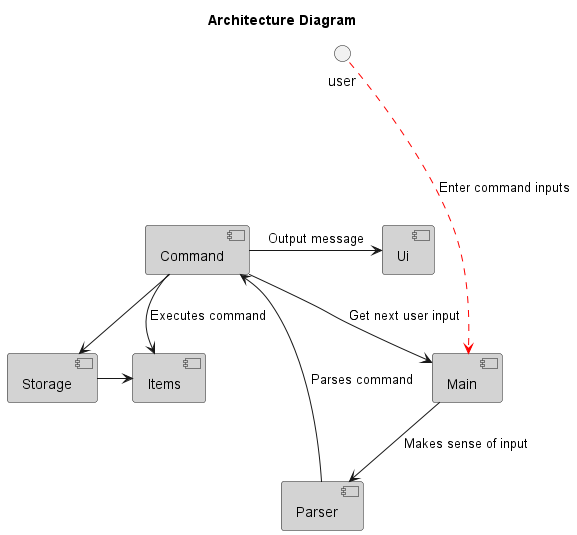 Architecture Diagram
user
Enter command inputs
Command
Output message
Ui
Executes command
Get next user input
Storage
Items
Parses command
Main
Makes sense of input
Parser